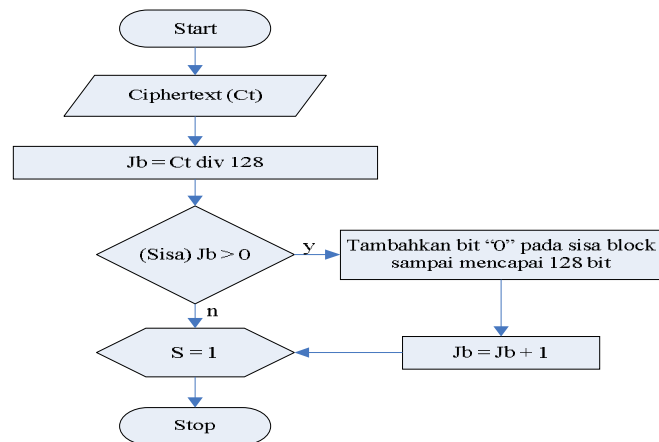 Start
Ciphertext (Ct)
Jb = Ct div 128
(Sisa) Jb > 0
y
Tambahkan bit “0” pada sisa block
sampai mencapai 128 bit
n
S = 1
Jb = Jb + 1
Stop